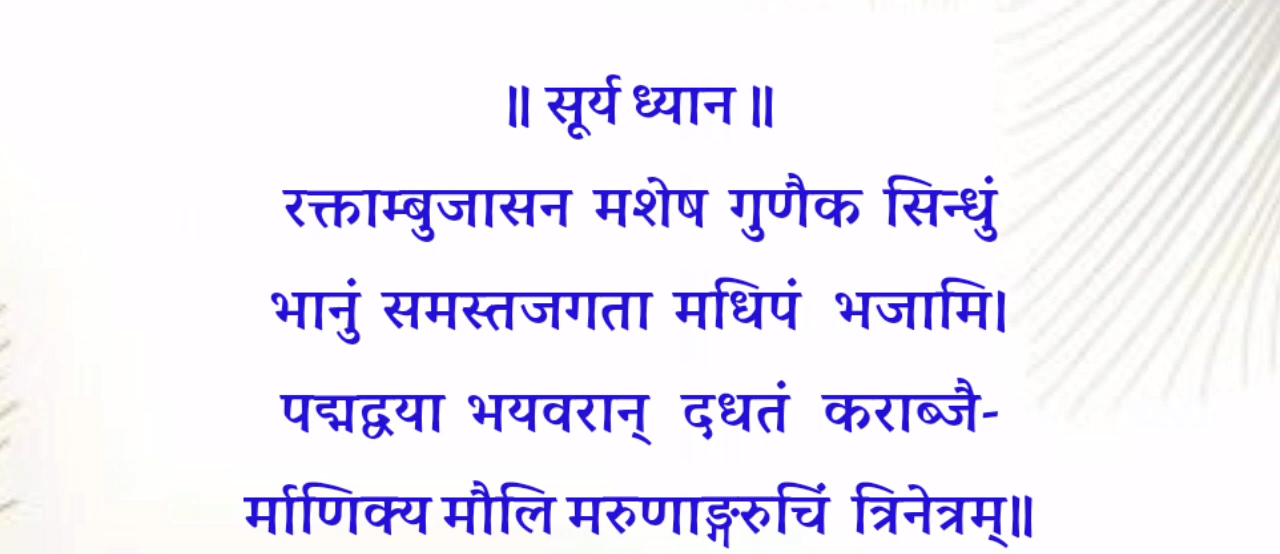 ॥ सूर्य ध्यान ॥
रक्ताम्बुजासन मशेष गुणैक सिन्धुं
भानुं समस्तजगता मधिपं भजामि।
पद्मद्वया भयवरान् दधतं कराब्जै-
र्माणिक्य मौलि मरुणाङ्गरुचिं त्रिनेत्रम्॥